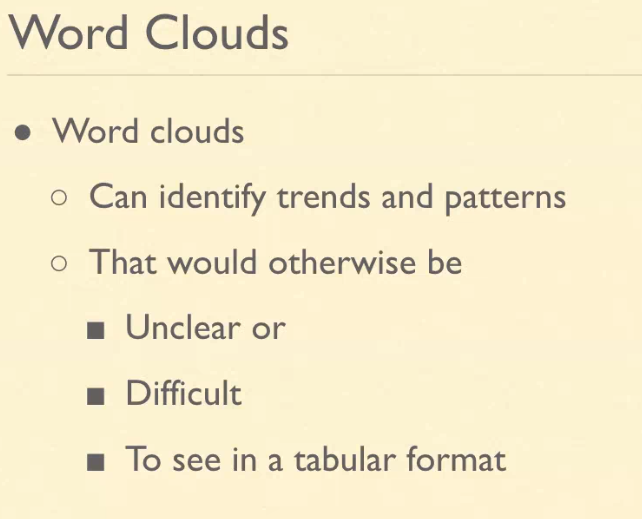 Word Clouds
● Word clouds
○ Can identify trends and patterns
○ That would otherwise be
■ Unclear or
■ Difficult
■ To see in a tabular format